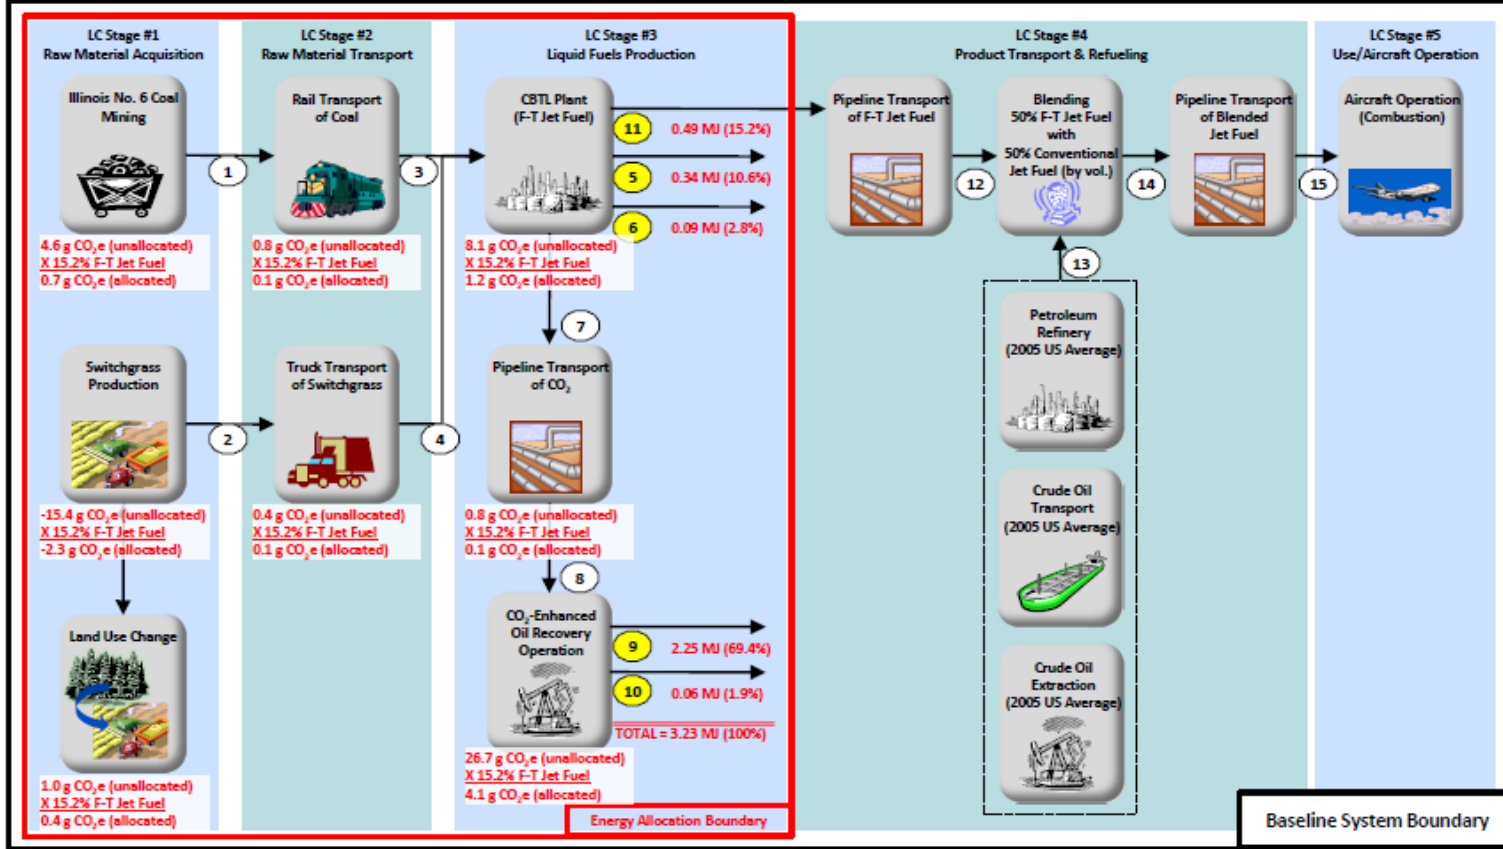 LC Stage #1
Raw Material Acquisition
LC Stage #2
Raw Material Transport
LC Stage #3
Liquid Fuels Production
LC Stage #4
Product Transport & Refueling
LC Stage #5
Use/Aircraft Operation
Illinois No. 6 Coal
Mining
4.6 g CO₂e (unallocated)
X 15.2% F-T Jet Fuel
0.7 g CO₂e (allocated)
1
Rail Transport
of Coal
0.8 g CO₂e (unallocated)
X 15.2% F-T Jet Fuel
0.1 g CO₂e (allocated)
3
CBTL Plant
(F-T Jet Fuel)
8.1 g CO₂e (unallocated)
X 15.2% F-T Jet Fuel
1.2 g CO₂e (allocated)
11
0.49 MJ (15.2%)
5
0.34 MJ (10.6%)
6
0.09 MJ (2.8%)
7
Pipeline Transport
of F-T Jet Fuel
12
Blending
50% F-T Jet Fuel
with
50% Conventional
Jet Fuel (by vol.)
14
Pipeline Transport
of Blended
Jet Fuel
15
Aircraft Operation
(Combustion)
13
Switchgrass
Production
-15.4 g CO₂e (unallocated)
X 15.2% F-T Jet Fuel
-2.3 g CO₂e (allocated)
2
Truck Transport
of Switchgrass
0.4 g CO₂e (unallocated)
X 15.2% F-T Jet Fuel
0.1 g CO₂e (allocated)
4
Pipeline Transport
of CO₂
0.8 g CO₂e (unallocated)
X 15.2% F-T Jet Fuel
0.1 g CO₂e (allocated)
8
Petroleum
Refinery
(2005 US Average)
Crude Oil
Transport
(2005 US Average)
Crude Oil
Extraction
(2005 US Average)
Land Use Change
1.0 g CO₂e (unallocated)
X 15.2% F-T Jet Fuel
0.4 g CO₂e (allocated)
CO₂-Enhanced
Oil Recovery
Operation
9
2.25 MJ (69.4%)
10
0.06 MJ (1.9%)
TOTAL = 3.23 MJ (100%)
26.7 g CO₂e (unallocated)
X 15.2% F-T Jet Fuel
4.1 g CO₂e (allocated)
Energy Allocation Boundary
Baseline System Boundary